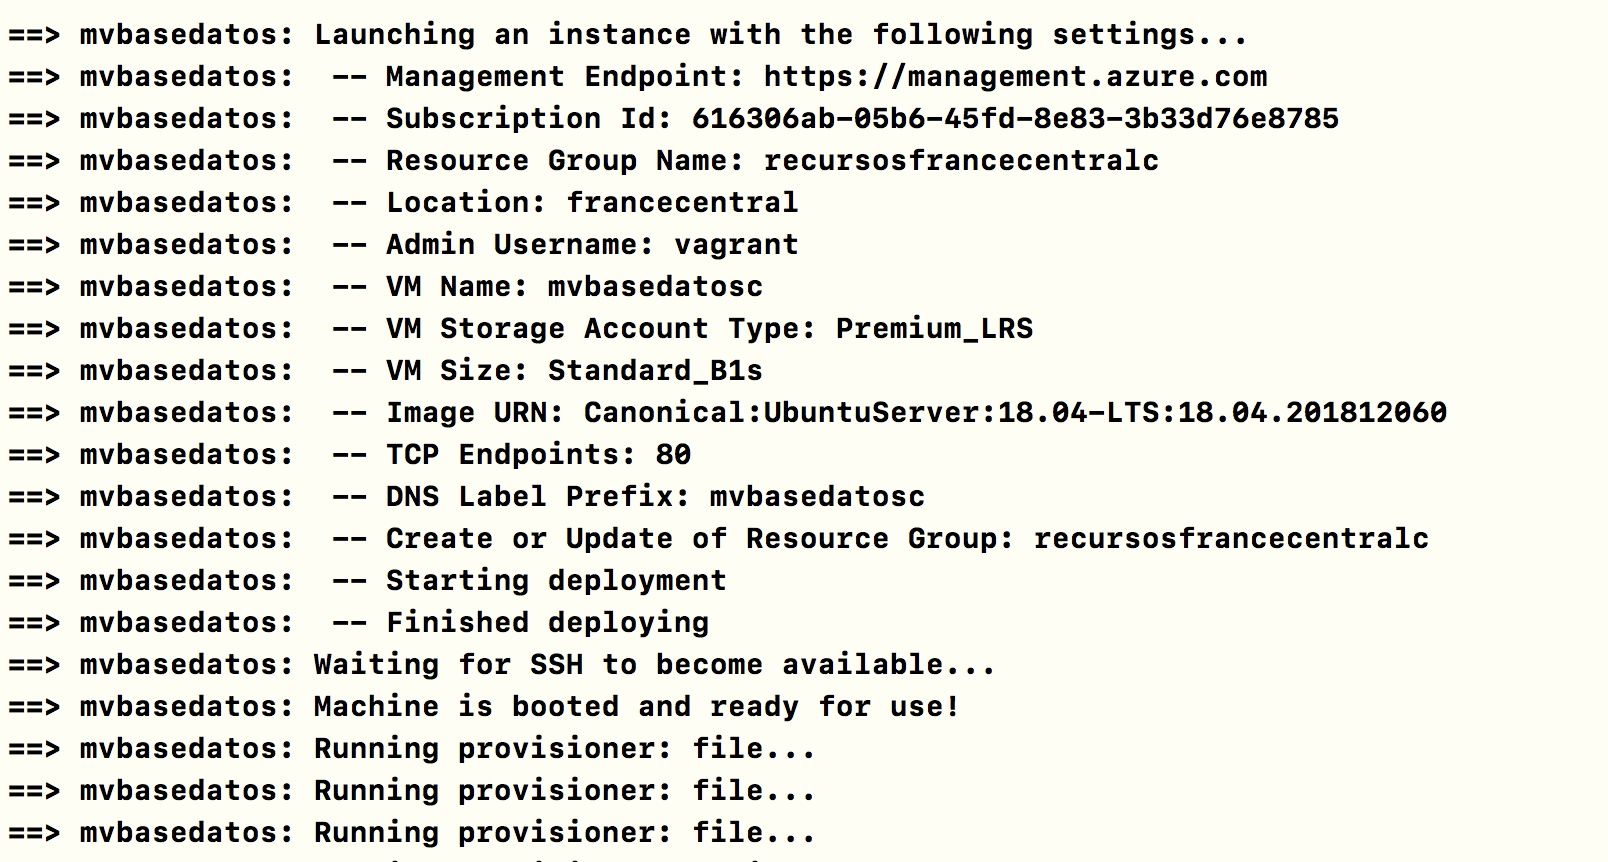 ==> mvbasedatos: Launching an instance with the following settings...
==> mvbasedatos:  -- Management Endpoint: https://management.azure.com
==> mvbasedatos:  -- Subscription Id: 616306ab-05b6-45fd-8e83-3b33d76e8785
==> mvbasedatos:  -- Resource Group Name: recursosfrancecentralc
==> mvbasedatos:  -- Location: francecentral
==> mvbasedatos:  -- Admin Username: vagrant
==> mvbasedatos:  -- VM Name: mvbasedatosc
==> mvbasedatos:  -- VM Storage Account Type: Premium_LRS
==> mvbasedatos:  -- VM Size: Standard_B1s
==> mvbasedatos:  -- Image URN: Canonical:UbuntuServer:18.04-LTS:18.04.201812060
==> mvbasedatos:  -- TCP Endpoints: 80
==> mvbasedatos:  -- DNS Label Prefix: mvbasedatosc
==> mvbasedatos:  -- Create or Update of Resource Group: recursosfrancecentralc
==> mvbasedatos:  -- Starting deployment
==> mvbasedatos:  -- Finished deploying
==> mvbasedatos: Waiting for SSH to become available...
==> mvbasedatos: Machine is booted and ready for use!
==> mvbasedatos: Running provisioner: file...
==> mvbasedatos: Running provisioner: file...
==> mvbasedatos: Running provisioner: file...